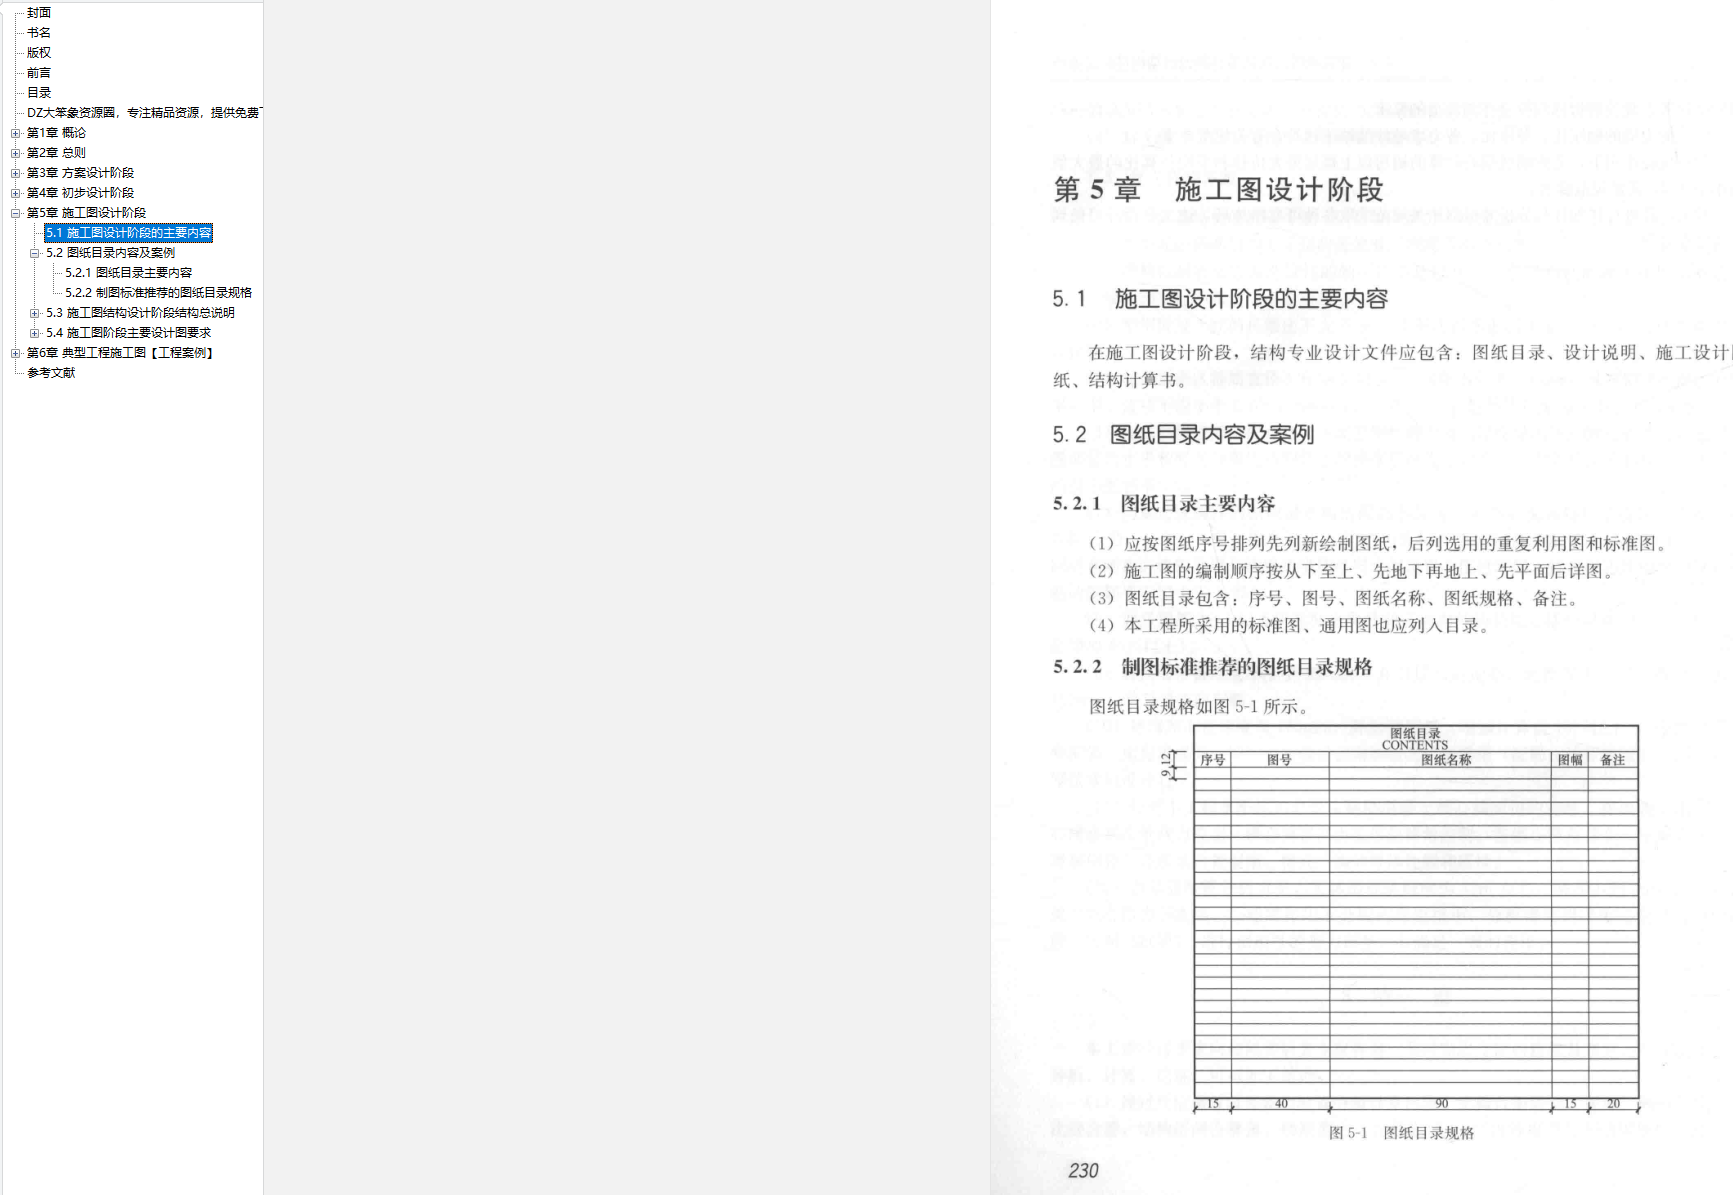 封面
书名
版权
前言
目录
DZ大笨象资源圈，专注精品资源，提供免费
第1章 概论
第2章 总则
第3章 方案设计阶段
第4章 初步设计阶段
第5章 施工图设计阶段
5.1 施工图设计阶段的主要内容
5.2 图纸目录内容及案例
5.2.1 图纸目录主要内容
5.2.2 制图标准推荐的图纸目录规格
5.3 施工图结构设计阶段结构总说明
5.4 施工图阶段主要设计图要求
第6章 典型工程施工图【工程案例】
参考文献
第 5 章 施工图设计阶段
5. 1 施工图设计阶段的主要内容
在施工图设计阶段，结构专业设计文件应包含：图纸目录、设计说明、施工设计
纸、结构计算书。
5. 2 图纸目录内容及案例
5. 2. 1 图纸目录主要内容
（1）应按图纸序号排列先列新绘制图纸，后列选用的重复利用图和标准图。
（2）施工图的编制顺序按从下至上、先地下再地上、先平面后详图。
（3）图纸目录包含：序号、图号、图纸名称、图纸规格、备注。
（4）本工程所采用的标准图、通用图也应列入目录。
5. 2. 2 制图标准推荐的图纸目录规格
图纸目录规格如图 5-1 所示。
图纸目录
CONTENTS
序号 图号 图纸名称 图幅 备注
9 12
15 40 90 15 20
图 5-1 图纸目录规格
230